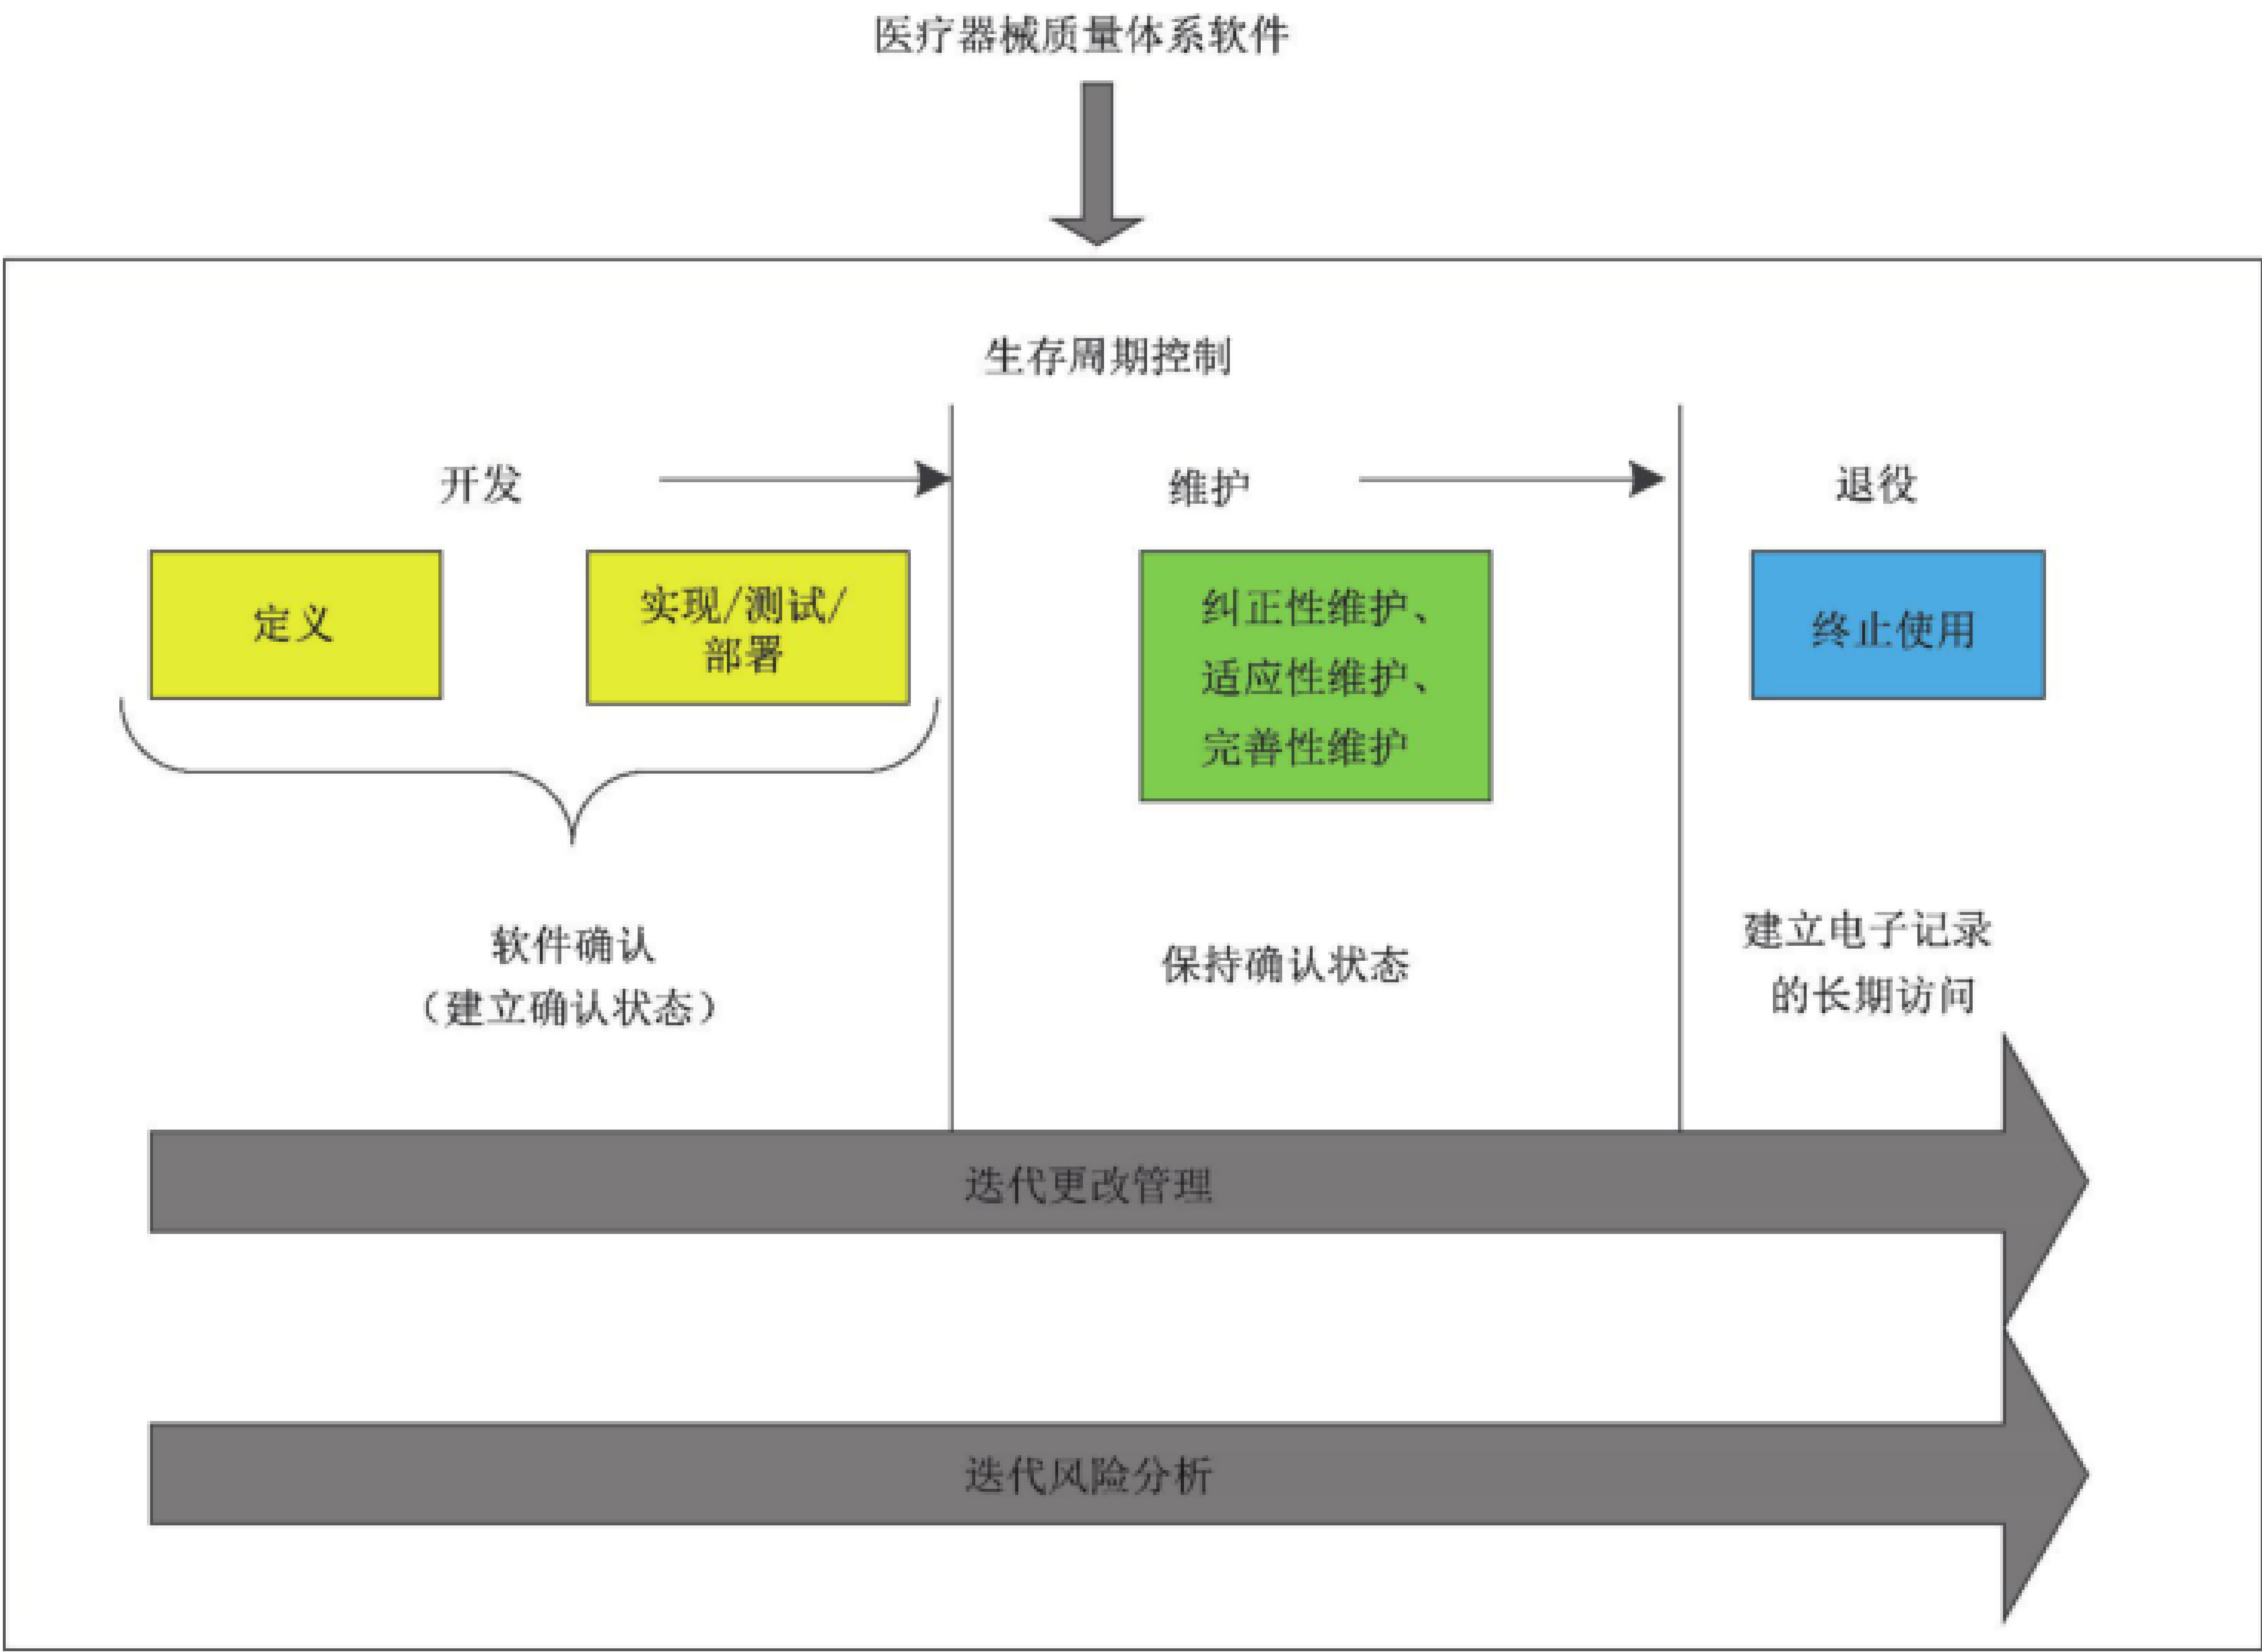 医疗器械质量体系软件
生存周期控制
开发
维护
退役
定义
实现/测试/
部署
纠正性维护、
适应性维护、
完善性维护
终止使用
软件确认
（建立确认状态）
保持确认状态
建立电子记录
的长期访问
迭代更改管理
迭代风险分析